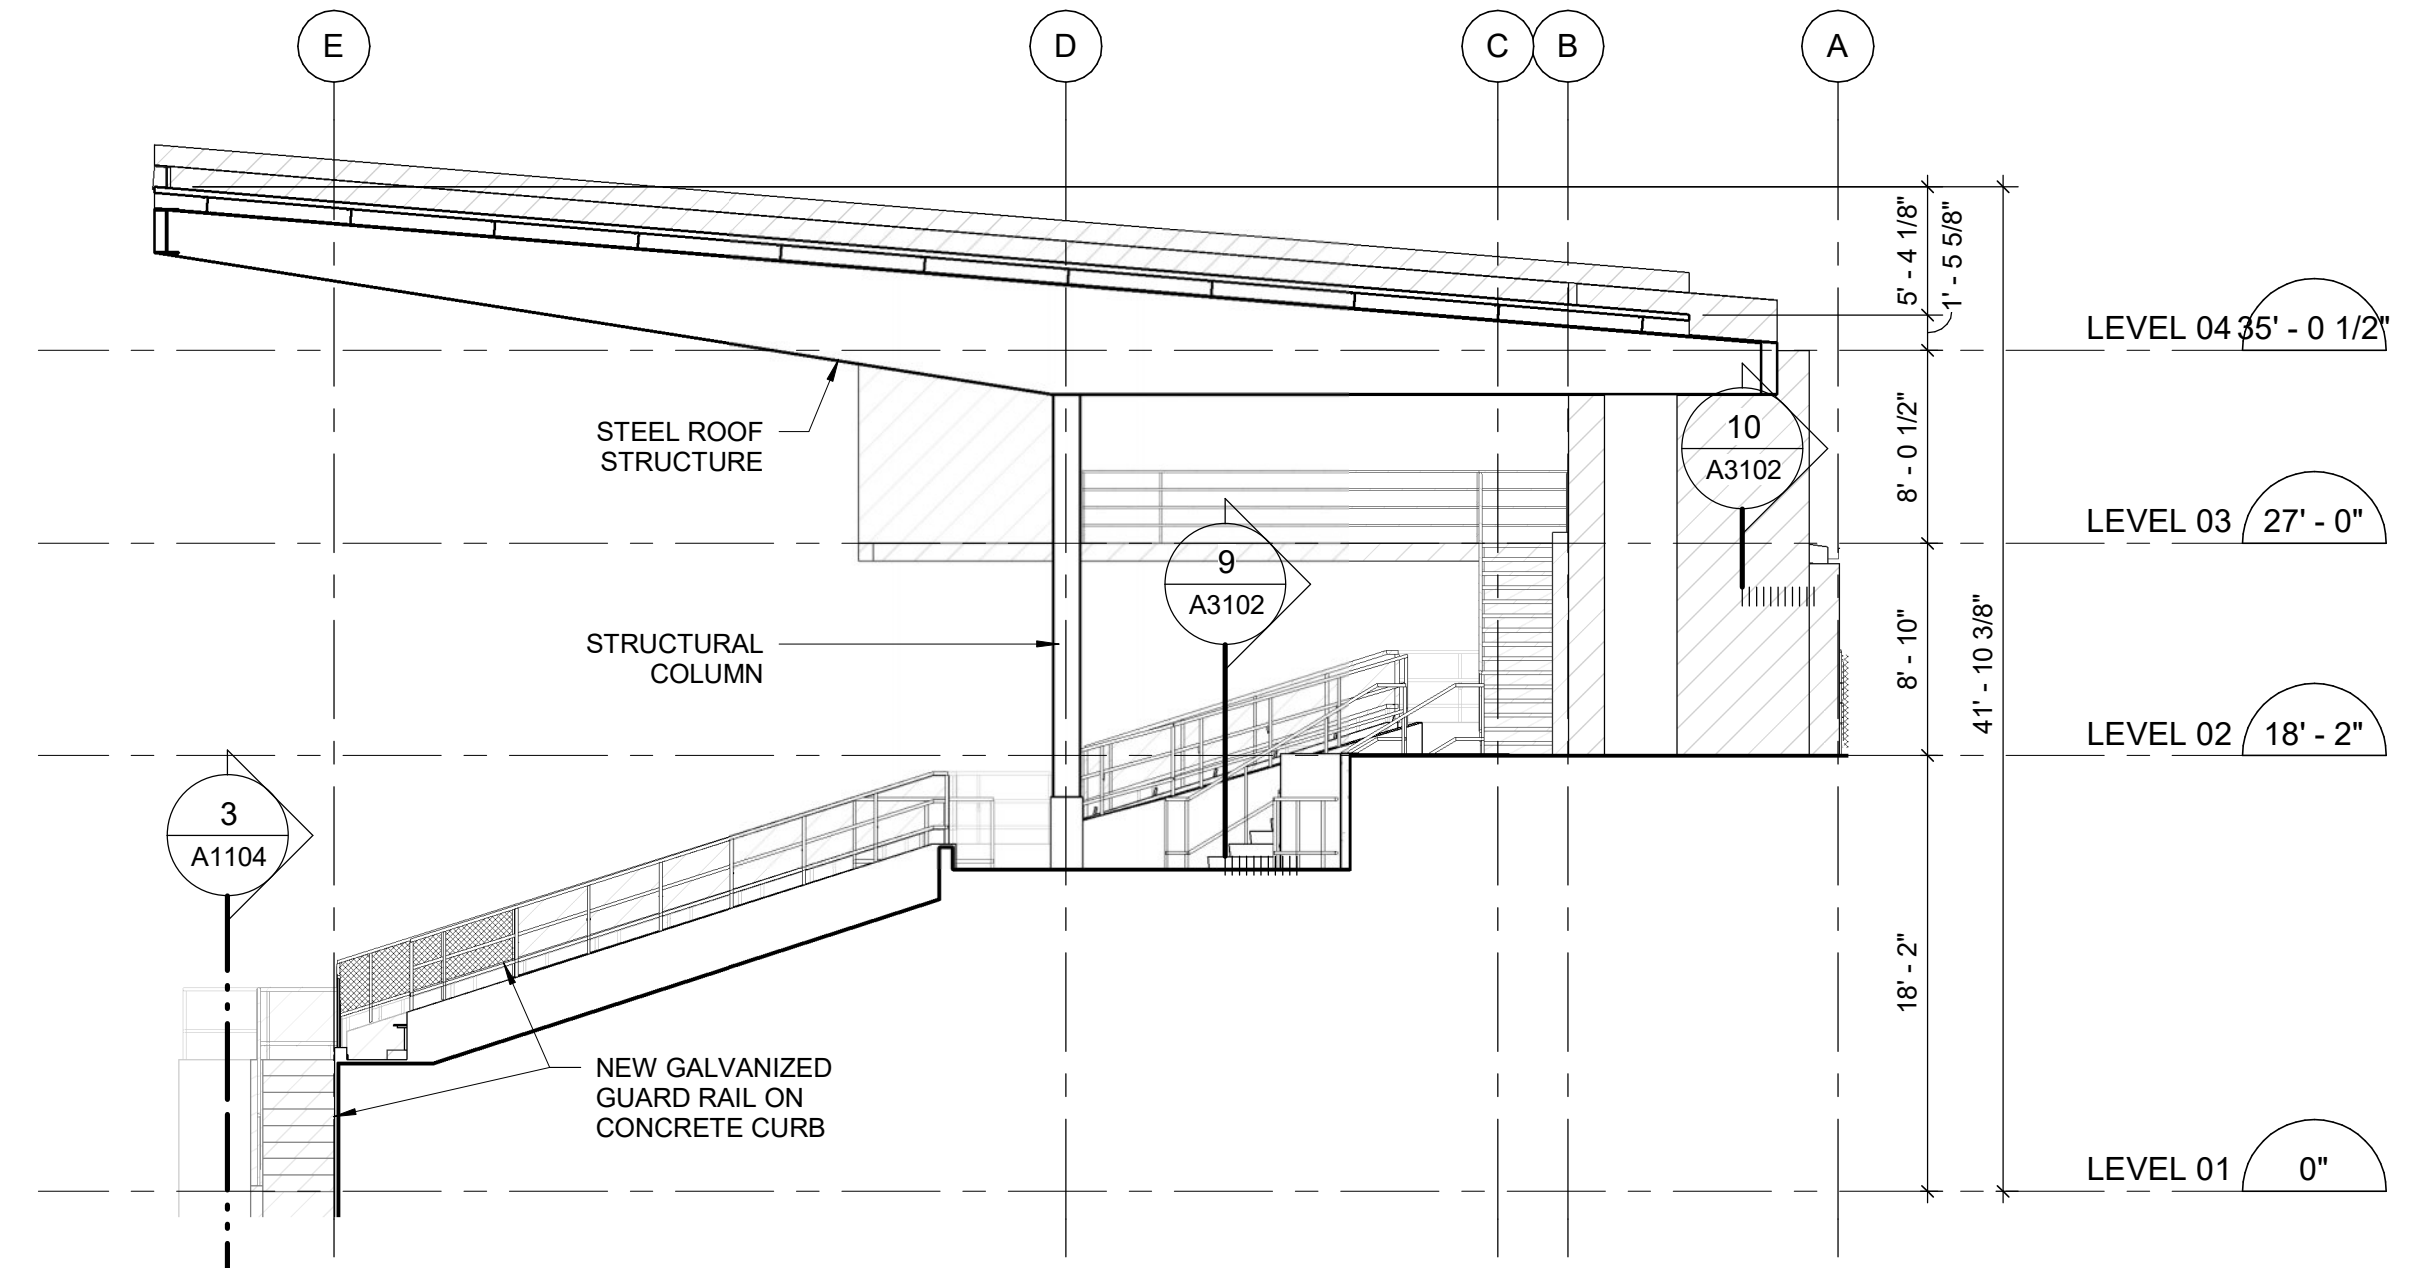 E
D
C
B
A
5' - 4 1/8"
1' - 5 5/8"
LEVEL 04 35' - 0 1/2"
STEEL ROOF
STRUCTURE
10
A3102
8' - 0 1/2"
LEVEL 03 27' - 0"
9
A3102
STRUCTURAL
COLUMN
8' - 10"
41' - 10 3/8"
LEVEL 02 18' - 2"
3
A1104
18' - 2"
NEW GALVANIZED
GUARD RAIL ON
CONCRETE CURB
LEVEL 01 0"